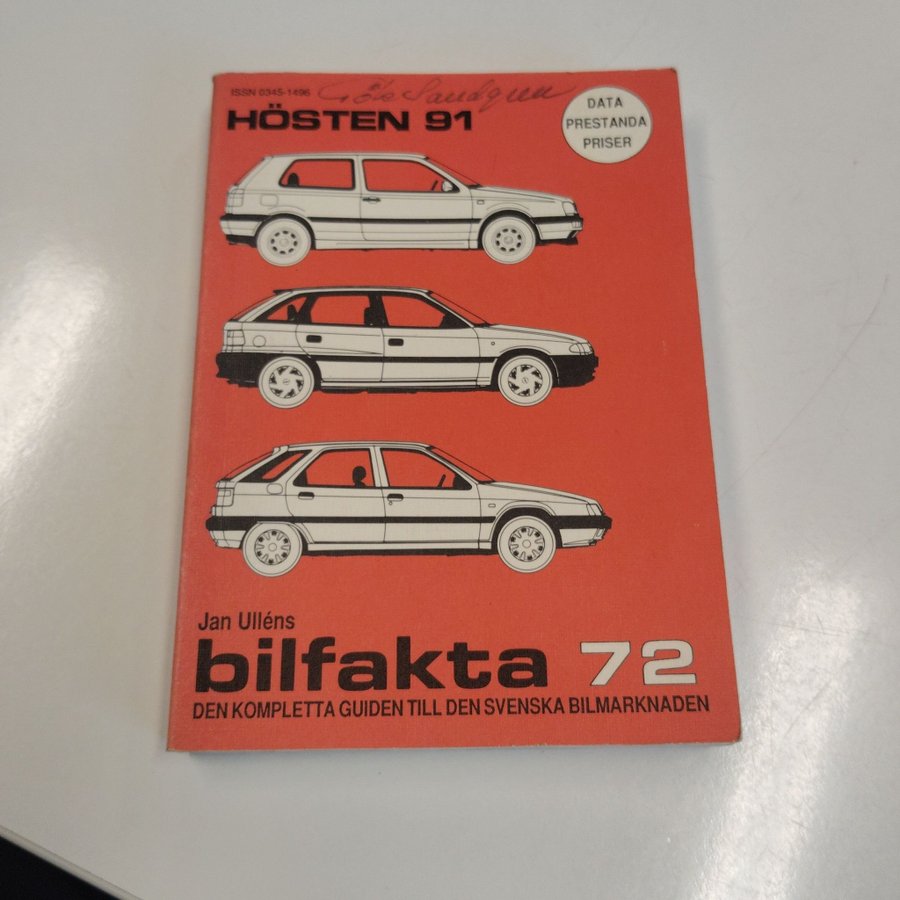 ISSN 0345-1496
Sandgren
HÖSTEN 91
DATA
PRESTANDA
PRISER
Jan Ulléns
bilfakta 72
DEN KOMPLETTA GUIDEN TILL DEN SVENSKA BILMARKNADEN